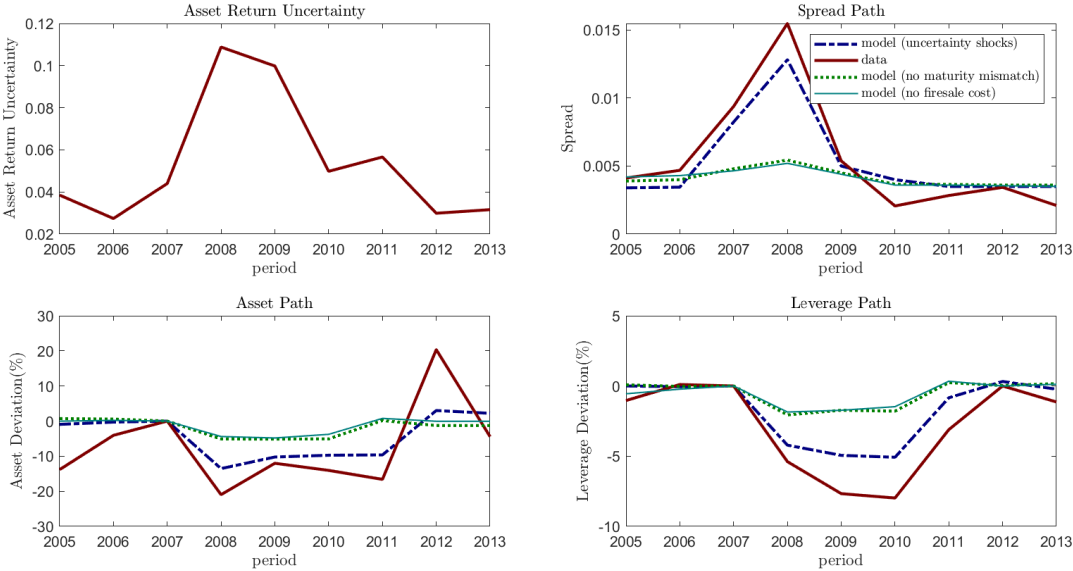 Asset Return Uncertainty
0.12
0.1
0.08
0.06
0.04
0.02
Asset Return Uncertainty
2005 2006 2007 2008 2009 2010 2011 2012 2013
period
Spread Path
0.015
0.01
0.005
0
Spread
model (uncertainty shocks)
data
model (no maturity mismatch)
model (no firesale cost)
2005 2006 2007 2008 2009 2010 2011 2012 2013
period
Asset Path
30
20
10
0
-10
-20
-30
Asset Deviation(%)
2005 2006 2007 2008 2009 2010 2011 2012 2013
period
Leverage Path
5
0
-5
-10
Leverage Deviation(%)
2005 2006 2007 2008 2009 2010 2011 2012 2013
period